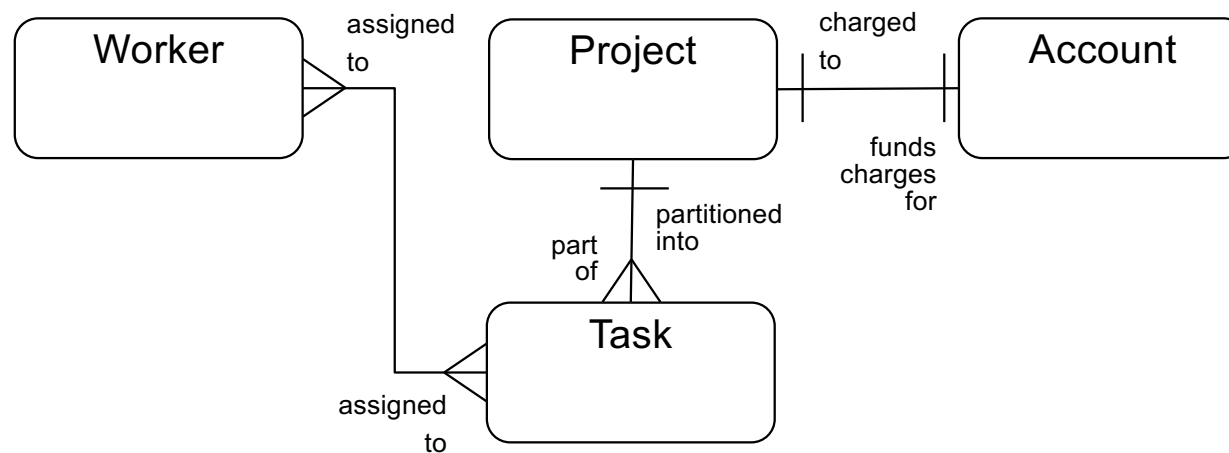 Worker
assigned
to
Project
charged
to
Account
funds
charges
for
partitioned
into
part
of
Task
assigned
to